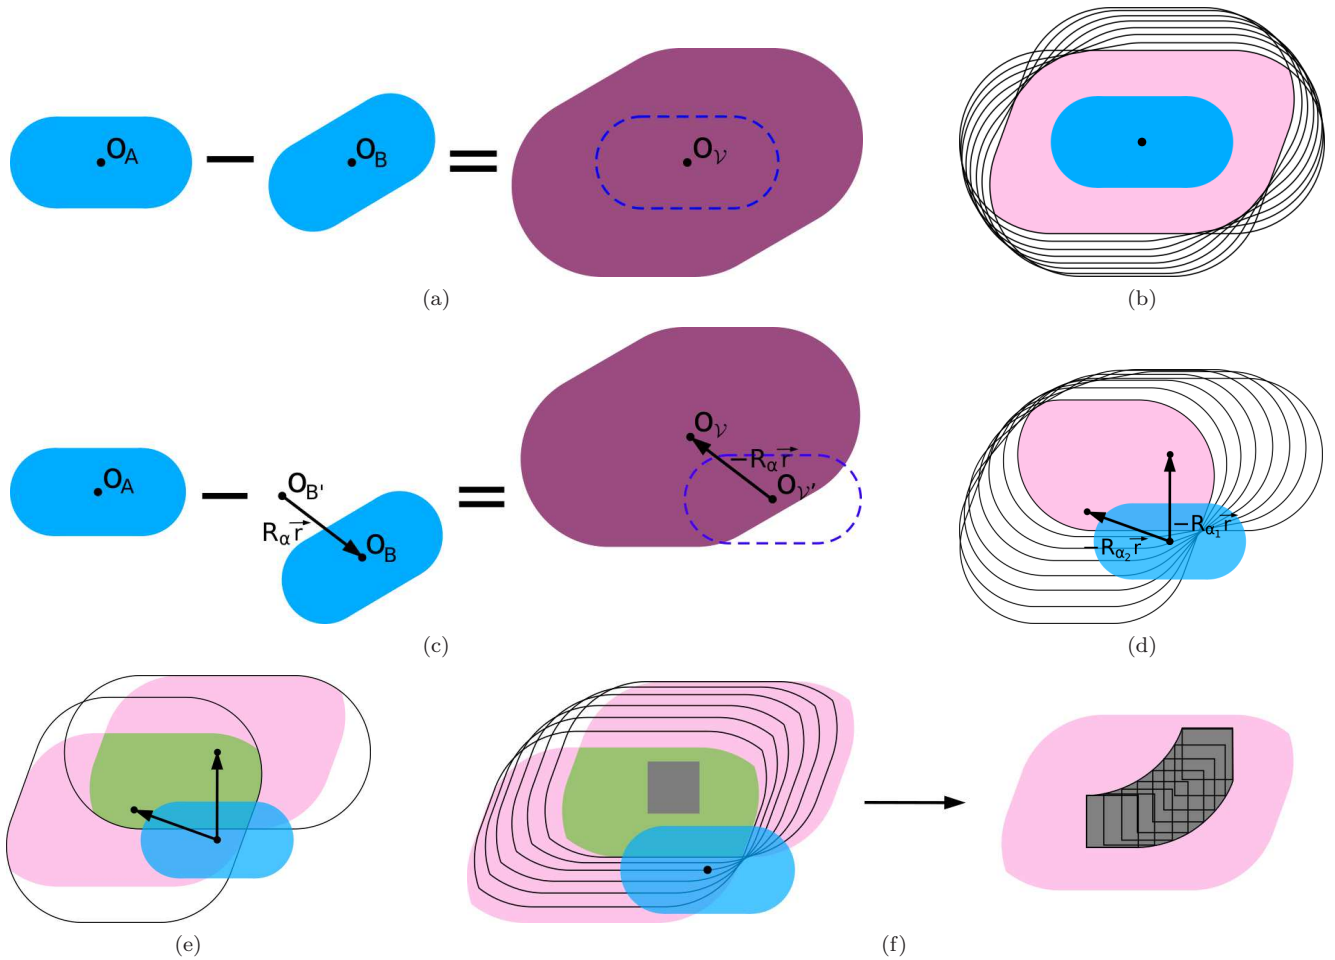 O_A − O_B = O_𝒱
(a)
(b)
O_A − O_B' R_α r⃗ O_B = O_𝒱 −R_α r⃗ O_𝒱'
(c)
−R_α₁ r⃗
−R_α₂ r⃗
(d)
(e)
(f)